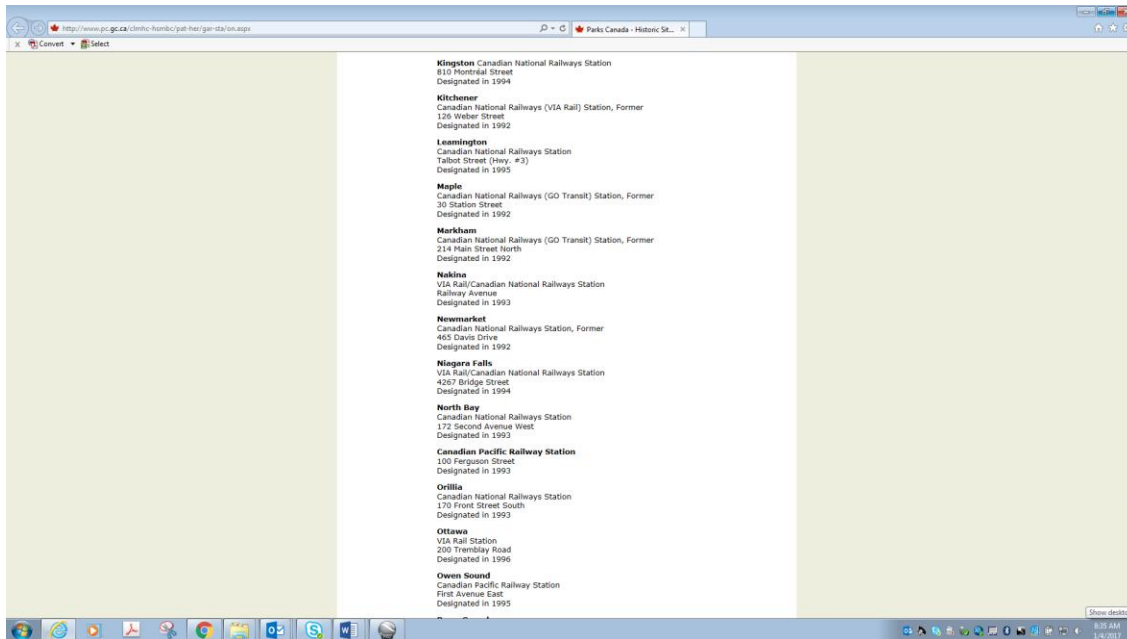 http://www.pc.gc.ca/clmhc-hsmbc/pat-her/gar-sta/on.aspx
Parks Canada - Historic Sit...
x Convert Select
Kingston Canadian National Railways Station
810 Montréal Street
Designated in 1994
Kitchener
Canadian National Railways (VIA Rail) Station, Former
126 Weber Street
Designated in 1992
Leamington
Canadian National Railways Station
Talbot Street (Hwy. #3)
Designated in 1995
Maple
Canadian National Railways (GO Transit) Station, Former
30 Station Street
Designated in 1992
Markham
Canadian National Railways (GO Transit) Station, Former
214 Main Street North
Designated in 1992
Nakina
VIA Rail/Canadian National Railways Station
Railway Avenue
Designated in 1993
Newmarket
Canadian National Railways Station, Former
465 Davis Drive
Designated in 1992
Niagara Falls
VIA Rail/Canadian National Railways Station
4267 Bridge Street
Designated in 1994
North Bay
Canadian National Railways Station
172 Second Avenue West
Designated in 1993
Canadian Pacific Railway Station
100 Ferguson Street
Designated in 1993
Orillia
Canadian National Railways Station
170 Front Street South
Designated in 1993
Ottawa
VIA Rail Station
200 Tremblay Road
Designated in 1996
Owen Sound
Canadian Pacific Railway Station
First Avenue East
Designated in 1995
Show deskto
8:35 AM
1/4/2017